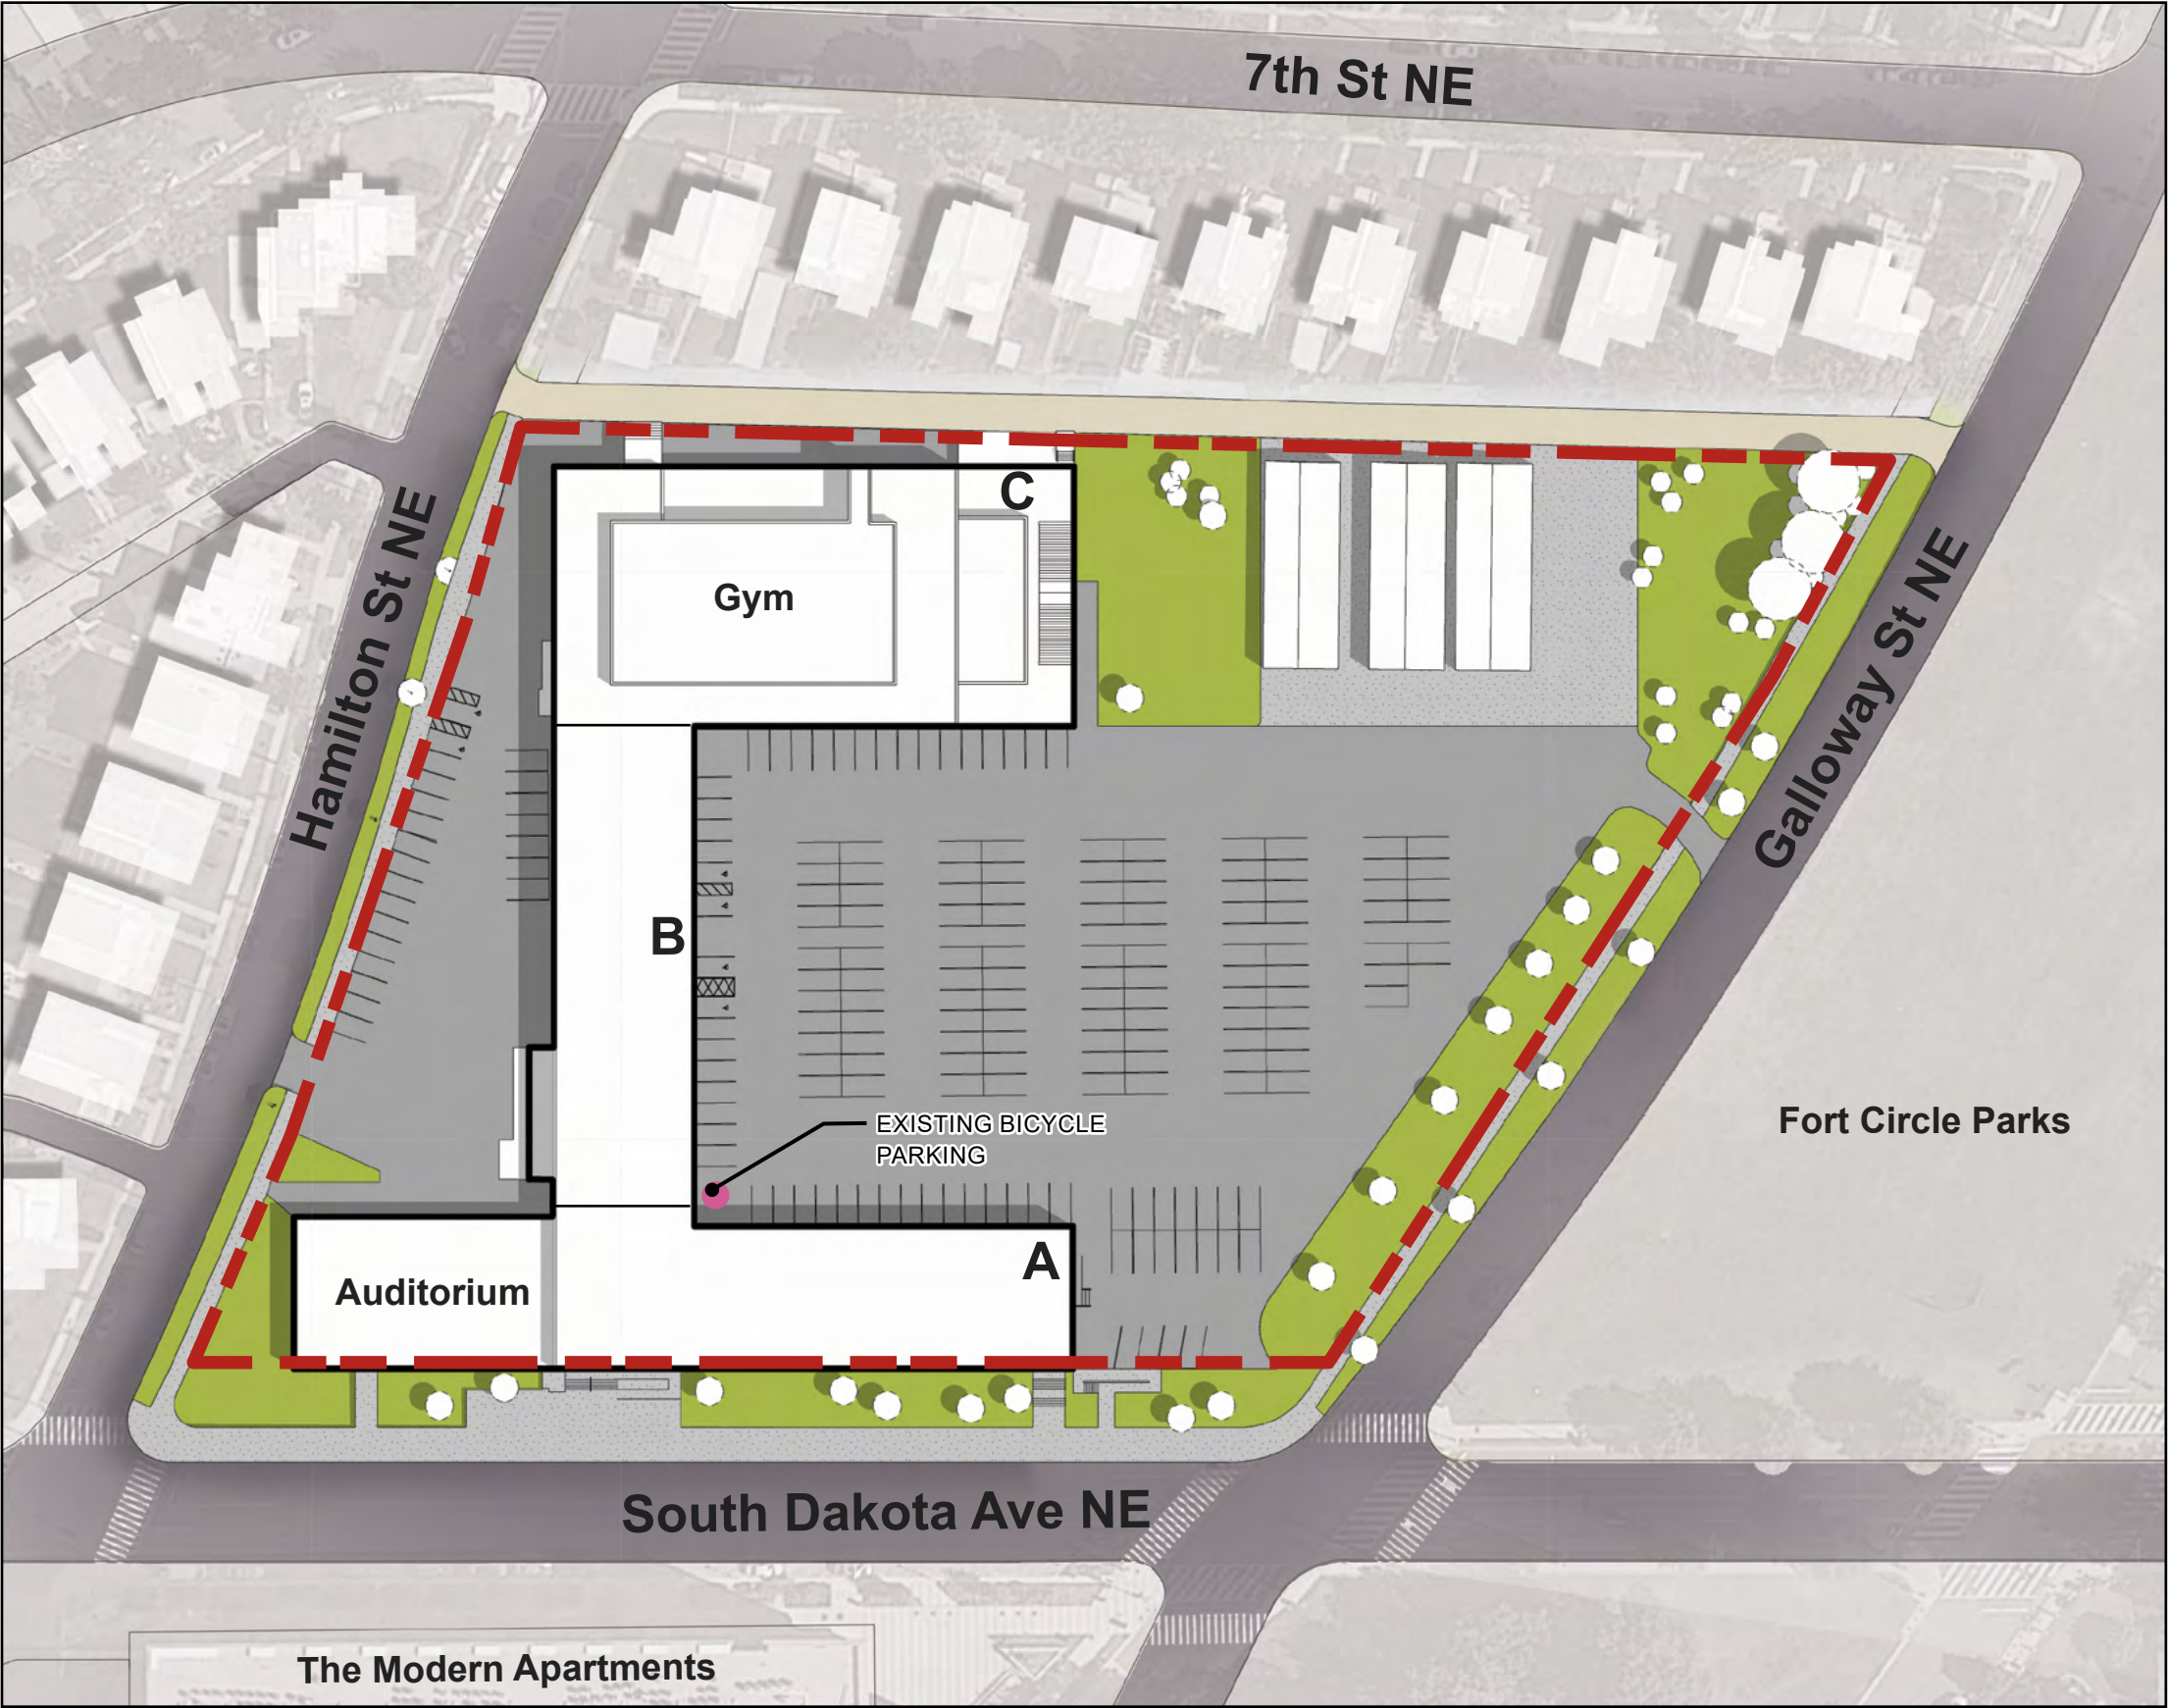 7th St NE
C
Gym
Hamilton St NE
Galloway St NE
B
EXISTING BICYCLE
PARKING
Fort Circle Parks
A
Auditorium
South Dakota Ave NE
The Modern Apartments